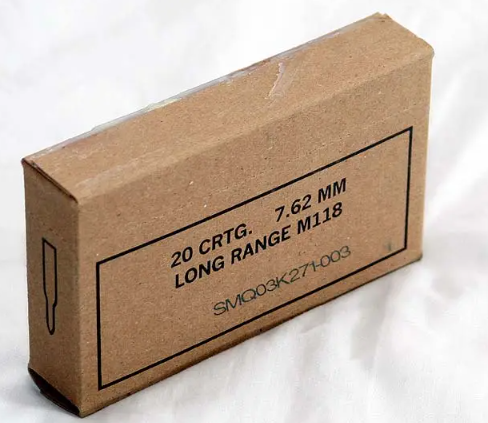 20 CRTG. 7.62 MM
LONG RANGE M118
SMQ03K271-003